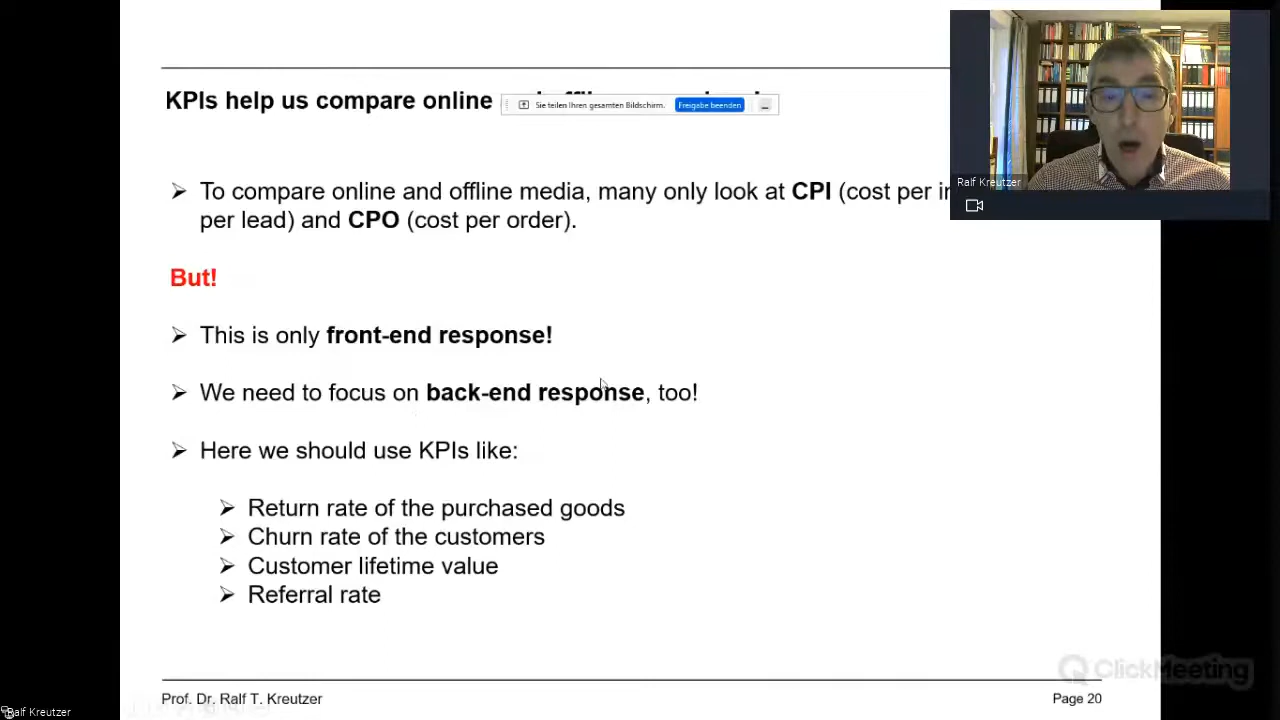 KPIs help us compare online
Sie teilen Ihren gesamten Bildschirm. Freigabe beenden
Ralf Kreutzer
To compare online and offline media, many only look at CPI (cost per
per lead) and CPO (cost per order).
But!
This is only front-end response!
We need to focus on back-end response, too!
Here we should use KPIs like:
Return rate of the purchased goods
Churn rate of the customers
Customer lifetime value
Referral rate
ClickMeeting
Prof. Dr. Ralf T. Kreutzer
Page 20
Ralf Kreutzer